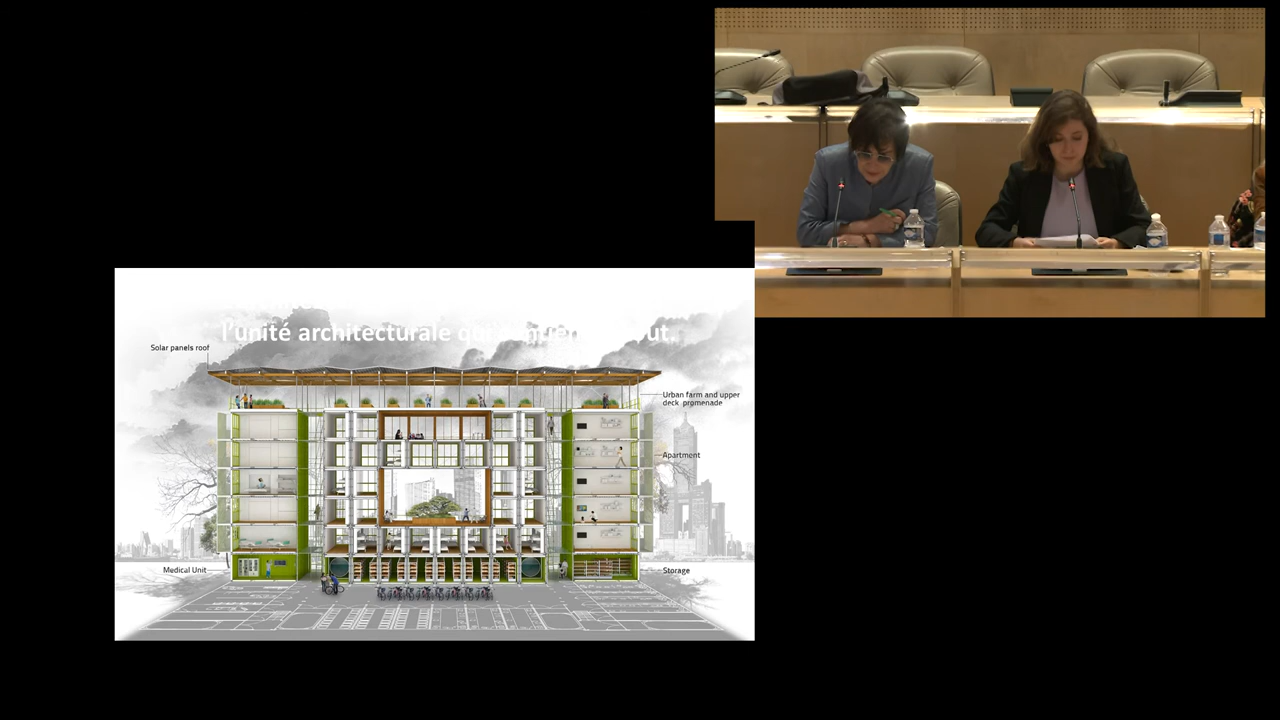 l'unité architecturale
Solar panels roof
Urban farm and upper
deck promenade
Apartment
Medical Unit
Storage